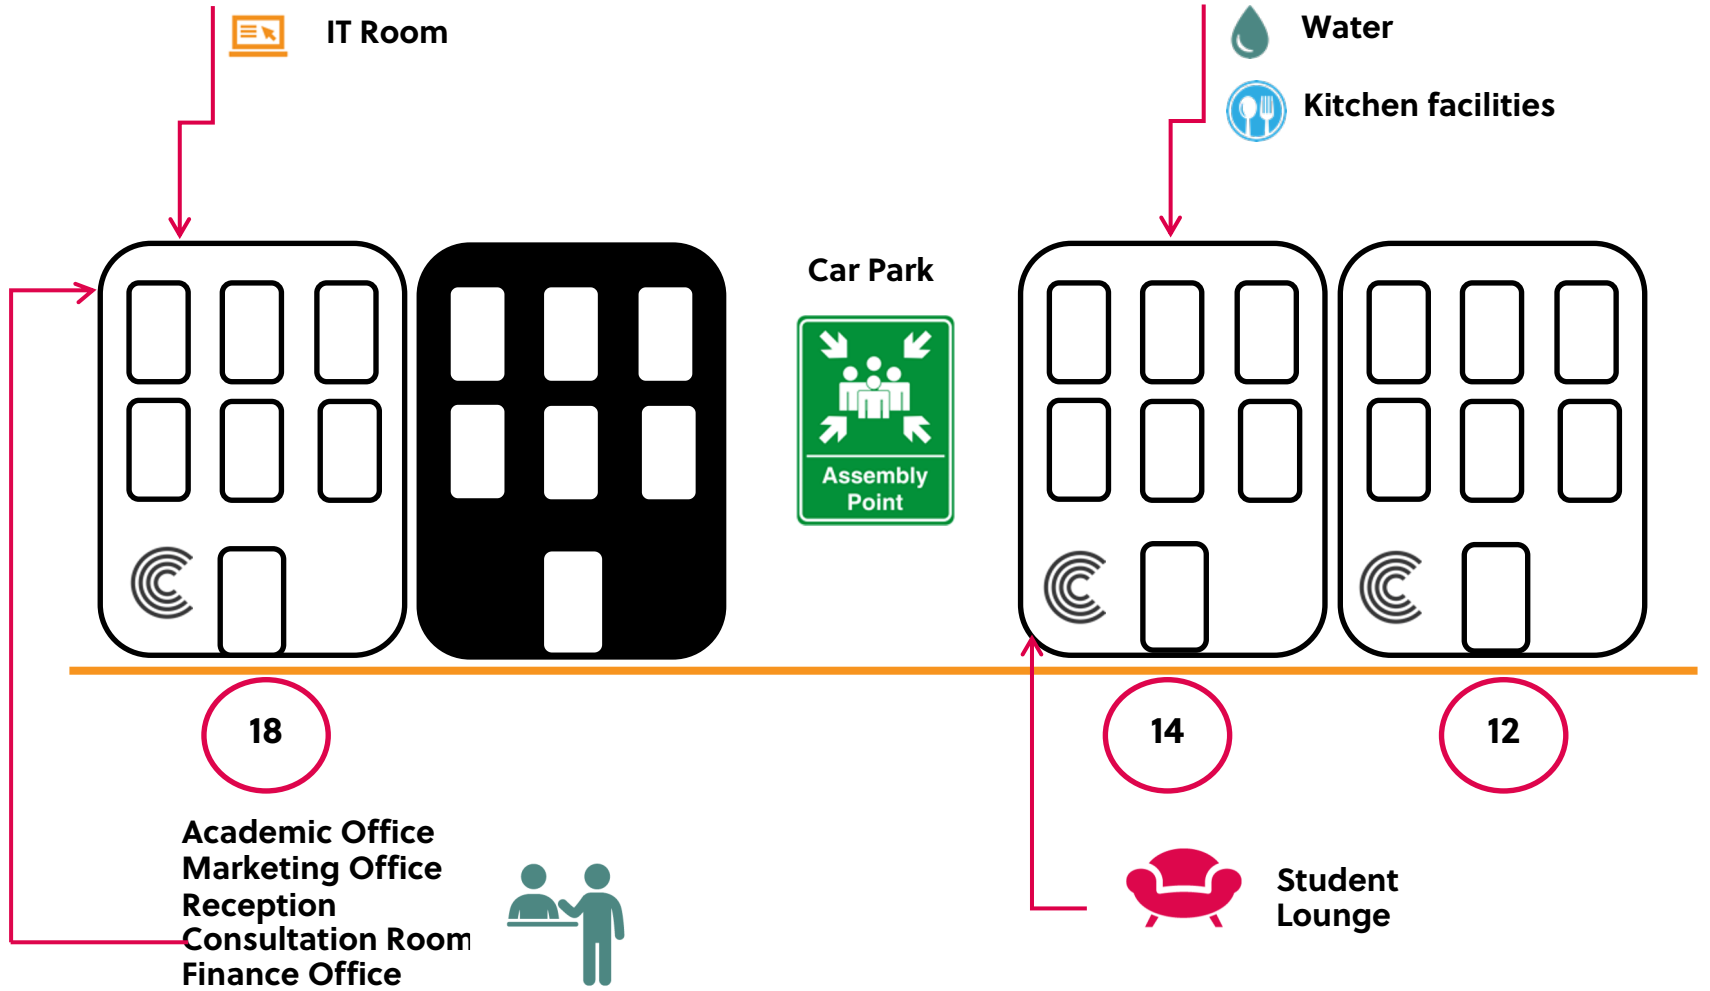 IT Room
Water
Kitchen facilities
Car Park
Assembly
Point
18
14
12
Academic Office
Marketing Office
Reception
Consultation Room
Finance Office
Student
Lounge